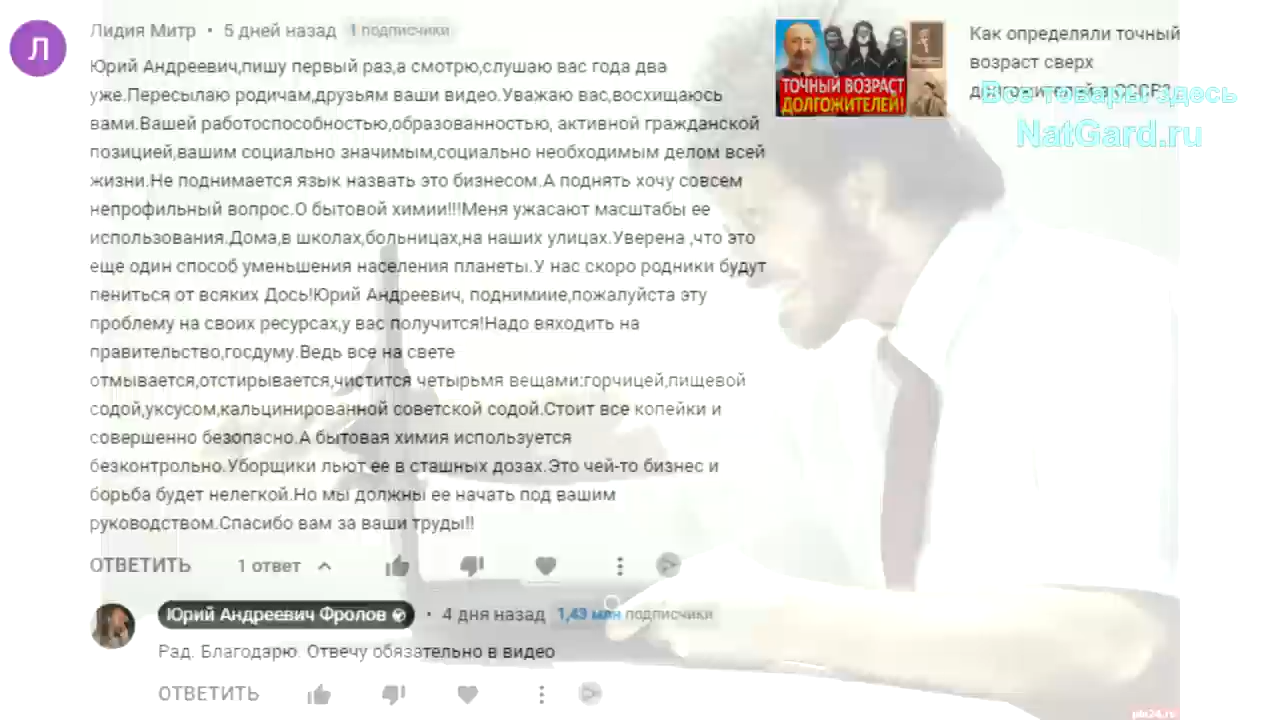 Л
Лидия Митр • 5 дней назад 1 подписчики
Юрий Андреевич,пишу первый раз,а смотрю,слушаю вас года два
уже.Пересылаю родичам,друзьям ваши видео.Уважаю вас,восхищаюсь
вами.Вашей работоспособностью,образованностью, активной гражданской
позицией,вашим социально значимым,социально необходимым делом всей
жизни.Не поднимается язык назвать это бизнесом.А поднять хочу совсем
непрофильный вопрос.О бытовой химии!!!Меня ужасают масштабы ее
использования.Дома,в школах,больницах,на наших улицах.Уверена ,что это
еще один способ уменьшения населения планеты.У нас скоро родники будут
пениться от всяких Дось!Юрий Андреевич, поднимиие,пожалуйста эту
проблему на своих ресурсах,у вас получится!Надо вяходить на
правительство,госдуму.Ведь все на свете
отмывается,отстирывается,чистится четырьмя вещами:горчицей,пищевой
содой,уксусом,кальцинированной советской содой.Стоит все копейки и
совершенно безопасно.А бытовая химия используется
безконтрольно.Уборщики льют ее в сташных дозах.Это чей-то бизнес и
борьба будет нелегкой.Но мы должны ее начать под вашим
руководством.Спасибо вам за ваши труды!!
ОТВЕТИТЬ 1 ответ
Юрий Андреевич Фролов • 4 дня назад 1,43 млн подписчики
Рад. Благодарю. Отвечу обязательно в видео
ОТВЕТИТЬ
ТОЧНЫЙ ВОЗРАСТ
ДОЛГОЖИТЕЛЕЙ!
Как определяли точный
возраст сверх
долгожителей в СССР?
Все товары здесь
NatGard.ru